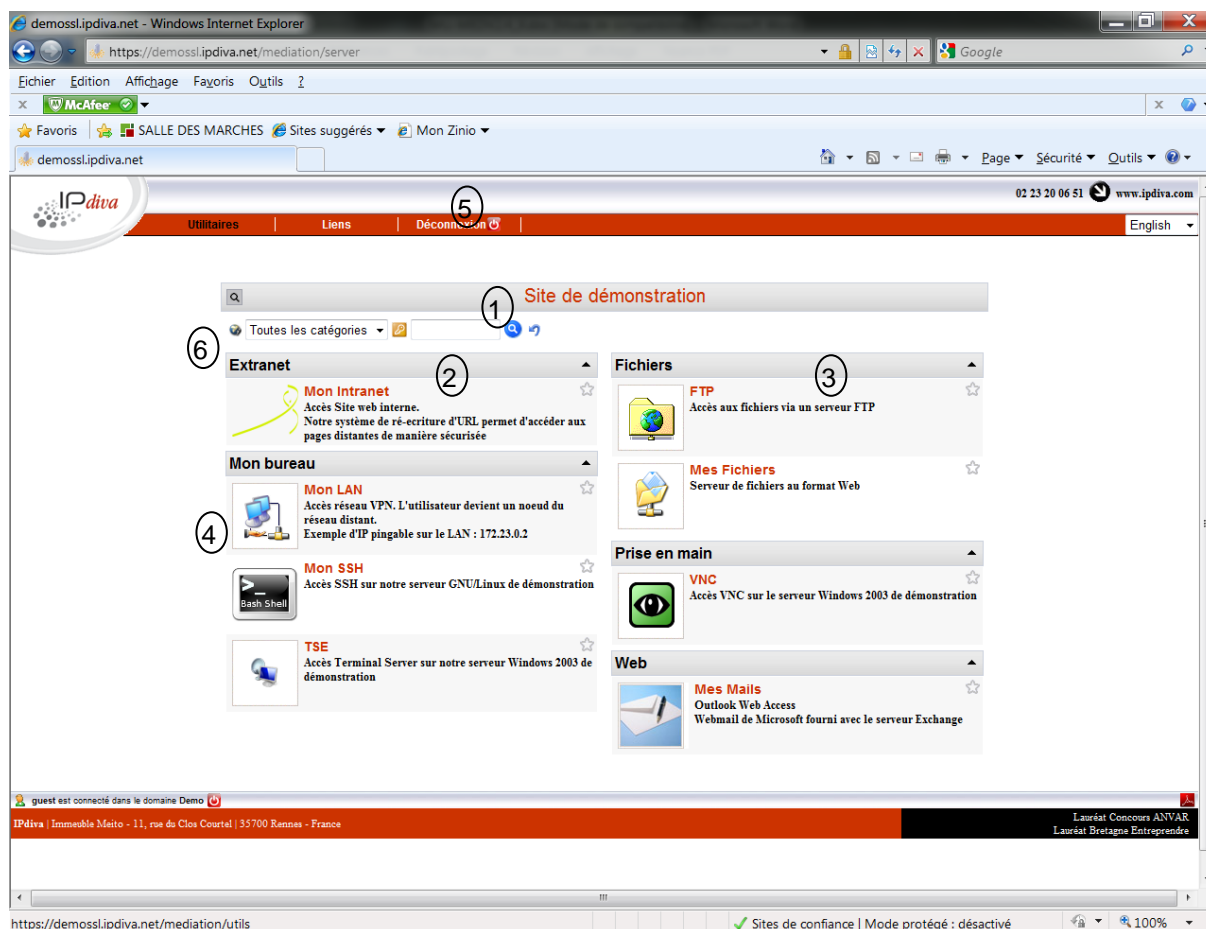 demossl.ipdiva.net - Windows Internet Explorer
https://demossl.ipdiva.net/mediation/server
Google
Eichier Edition Affichage Favoris Outils ?
x McAfee x
Favoris SALLE DES MARCHES Sites suggérés Mon Zinio
demossl.ipdiva.net Page Sécurité Outils
IPdiva
02 23 20 06 51 www.ipdiva.com
5
Utilitaires Liens Déconnexion English
Site de démonstration
1
Toutes les catégories
6
Extranet
2
Mon Intranet
Accès Site web interne.
Notre système de ré-ecriture d'URL permet d'accéder aux
pages distantes de manière sécurisée
Mon bureau
Mon LAN
Accès réseau VPN. L'utilisateur devient un noeud du
réseau distant.
Exemple d'IP pingable sur le LAN : 172.23.0.2
4
Mon SSH
Accès SSH sur notre serveur GNU/Linux de démonstration
>_
Bash Shell
TSE
Accès Terminal Server sur notre serveur Windows 2003 de
démonstration
Fichiers
3
FTP
Accès aux fichiers via un serveur FTP
Mes Fichiers
Serveur de fichiers au format Web
Prise en main
VNC
Accès VNC sur le serveur Windows 2003 de démonstration
Web
Mes Mails
Outlook Web Access
Webmail de Microsoft fourni avec le serveur Exchange
guest est connecté dans le domaine Demo
IPdiva | Immeuble Meito - 11, rue du Clos Courtel | 35700 Rennes - France
Lauréat Concours ANVAR
Lauréat Bretagne Entreprendre
https://demossl.ipdiva.net/mediation/utils
Sites de confiance | Mode protégé : désactivé
100%